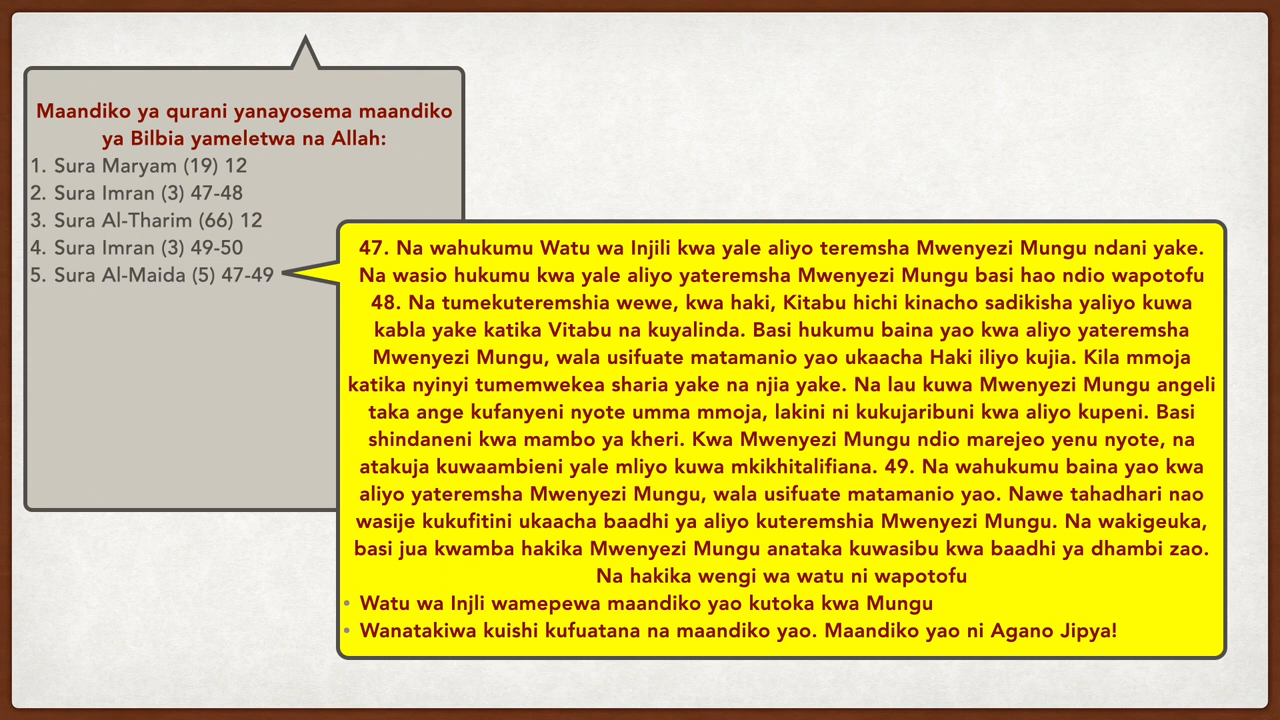 Maandiko ya qurani yanayosema maandiko
ya Bilbia yameletwa na Allah:
1. Sura Maryam (19) 12
2. Sura Imran (3) 47-48
3. Sura Al-Tharim (66) 12
4. Sura Imran (3) 49-50
5. Sura Al-Maida (5) 47-49
47. Na wahukumu Watu wa Injili kwa yale aliyo teremsha Mwenyezi Mungu ndani yake.
Na wasio hukumu kwa yale aliyo yateremsha Mwenyezi Mungu basi hao ndio wapotofu
48. Na tumekuteremshia wewe, kwa haki, Kitabu hichi kinacho sadikisha yaliyo kuwa
kabla yake katika Vitabu na kuyalinda. Basi hukumu baina yao kwa aliyo yateremsha
Mwenyezi Mungu, wala usifuate matamanio yao ukaacha Haki iliyo kujia. Kila mmoja
katika nyinyi tumemwekea sharia yake na njia yake. Na lau kuwa Mwenyezi Mungu angeli
taka ange kufanyeni nyote umma mmoja, lakini ni kukujaribuni kwa aliyo kupeni. Basi
shindaneni kwa mambo ya kheri. Kwa Mwenyezi Mungu ndio marejeo yenu nyote, na
atakuja kuwaambieni yale mliyo kuwa mkikhitalifiana. 49. Na wahukumu baina yao kwa
aliyo yateremsha Mwenyezi Mungu, wala usifuate matamanio yao. Nawe tahadhari nao
wasije kukufitini ukaacha baadhi ya aliyo kuteremshia Mwenyezi Mungu. Na wakigeuka,
basi jua kwamba hakika Mwenyezi Mungu anataka kuwasibu kwa baadhi ya dhambi zao.
Na hakika wengi wa watu ni wapotofu
• Watu wa Injli wamepewa maandiko yao kutoka kwa Mungu
• Wanatakiwa kuishi kufuatana na maandiko yao. Maandiko yao ni Agano Jipya!